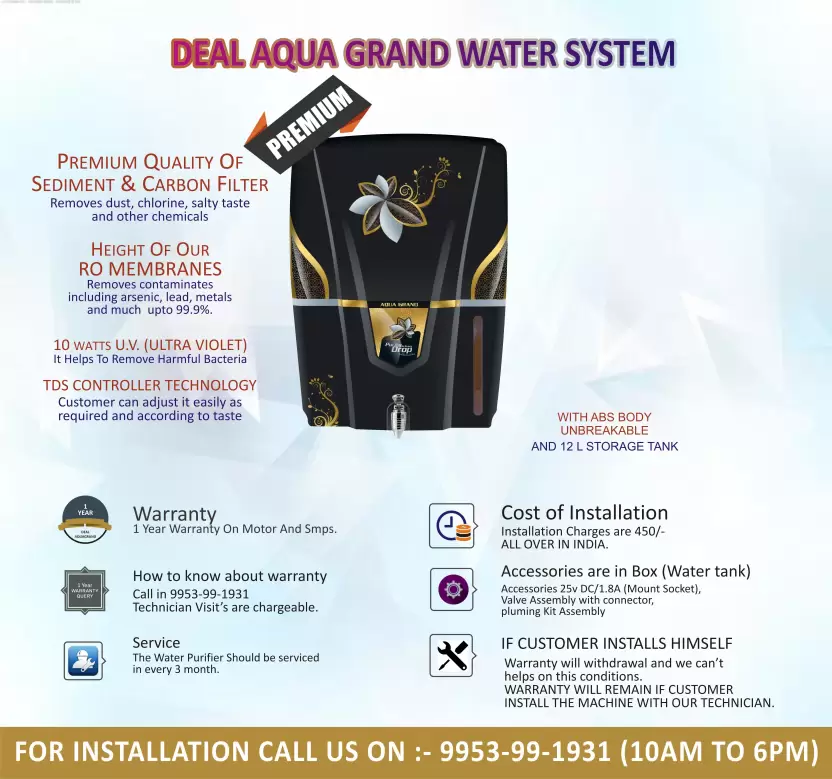 DEAL AQUA GRAND WATER SYSTEM
PREMIUM
PREMIUM QUALITY OF
SEDIMENT & CARBON FILTER
Removes dust, chlorine, salty taste
and other chemicals
HEIGHT OF OUR
RO MEMBRANES
Removes contaminates
including arsenic, lead, metals
and much upto 99.9%.
10 WATTS U.V. (ULTRA VIOLET)
It Helps To Remove Harmful Bacteria
TDS CONTROLLER TECHNOLOGY
Customer can adjust it easily as
required and according to taste
AQUA GRAND
Drop
WITH ABS BODY
UNBREAKABLE
AND 12 L STORAGE TANK
1
YEAR
DEAL
AQUAGRAND
Warranty
1 Year Warranty On Motor And Smps.
1 Year
WARRANTY
QUERY
How to know about warranty
Call in 9953-99-1931
Technician Visit's are chargeable.
Service
The Water Purifier Should be serviced
in every 3 month.
Cost of Installation
Installation Charges are 450/-
ALL OVER IN INDIA.
Accessories are in Box (Water tank)
Accessories 25v DC/1.8A (Mount Socket),
Valve Assembly with connector,
pluming Kit Assembly
IF CUSTOMER INSTALLS HIMSELF
Warranty will withdrawal and we can't
helps on this conditions.
WARRANTY WILL REMAIN IF CUSTOMER
INSTALL THE MACHINE WITH OUR TECHNICIAN.
FOR INSTALLATION CALL US ON :- 9953-99-1931 (10AM TO 6PM)